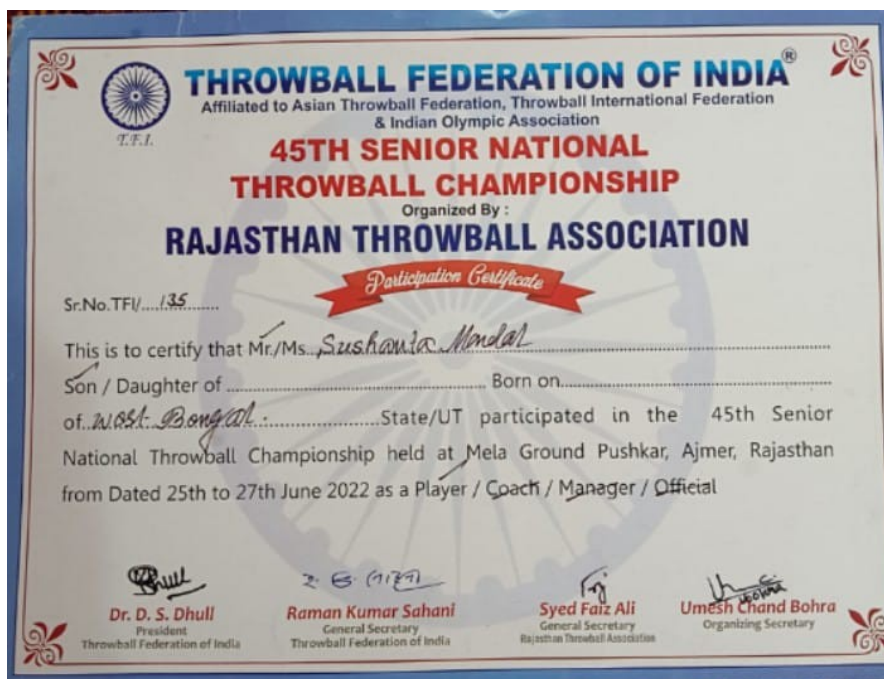 THROWBALL FEDERATION OF INDIA®
Affiliated to Asian Throwball Federation, Throwball International Federation
& Indian Olympic Association
T.F.I.
45TH SENIOR NATIONAL
THROWBALL CHAMPIONSHIP
Organized By :
RAJASTHAN THROWBALL ASSOCIATION
Participation Certificate
Sr.No.TFI/....135........
This is to certify that Mr./Ms. Sushanta Mondal
Son / Daughter of ........ Born on........
of West Bengal........State/UT participated in the 45th Senior
National Throwball Championship held at Mela Ground Pushkar, Ajmer, Rajasthan
from Dated 25th to 27th June 2022 as a Player / Coach / Manager / Official
Dhull
Bohra
Dr. D. S. Dhull Raman Kumar Sahani Syed Faiz Ali Umesh Chand Bohra
President General Secretary General Secretary Organizing Secretary
Throwball Federation of India Throwball Federation of India Rajasthan Throwball Association